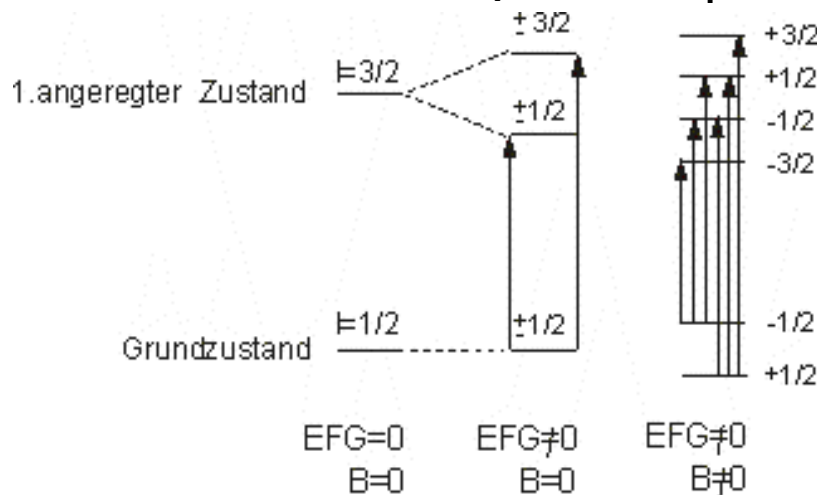 ± 3/2
+3/2
I=3/2
+1/2
1.angeregter Zustand
±1/2
-1/2
-3/2
I=1/2
±1/2
-1/2
Grundzustand
+1/2
EFG=0
EFG≠0
EFG≠0
B=0
B=0
B≠0